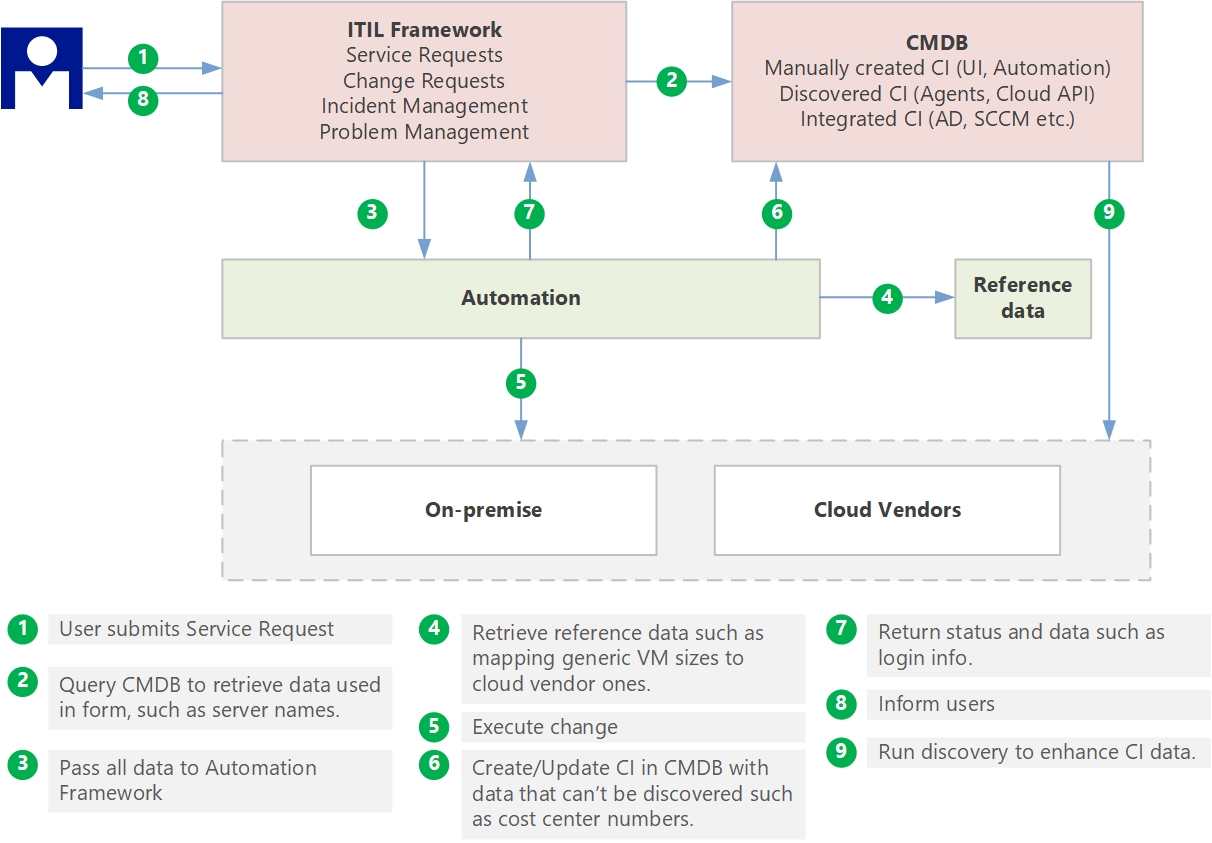 1
8
ITIL Framework
Service Requests
Change Requests
Incident Management
Problem Management
2
CMDB
Manually created CI (UI, Automation)
Discovered CI (Agents, Cloud API)
Integrated CI (AD, SCCM etc.)
3
7
6
9
Automation
4
Reference
data
5
On-premise
Cloud Vendors
1
User submits Service Request
2
Query CMDB to retrieve data used
in form, such as server names.
3
Pass all data to Automation
Framework
4
Retrieve reference data such as
mapping generic VM sizes to
cloud vendor ones.
5
Execute change
6
Create/Update CI in CMDB with
data that can’t be discovered such
as cost center numbers.
7
Return status and data such as
login info.
8
Inform users
9
Run discovery to enhance CI data.